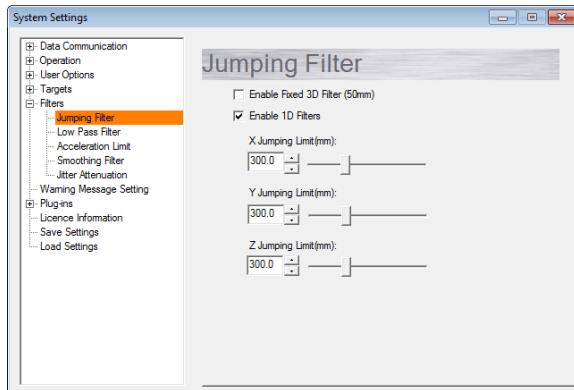 System Settings
Data Communication
Operation
User Options
Targets
Filters
Jumping Filter
Low Pass Filter
Acceleration Limit
Smoothing Filter
Jitter Attenuation
Warning Message Setting
Plug-ins
Licence Information
Save Settings
Load Settings
Jumping Filter
Enable Fixed 3D Filter (50mm)
Enable 1D Filters
X Jumping Limit(mm):
300.0
Y Jumping Limit(mm):
300.0
Z Jumping Limit(mm):
300.0